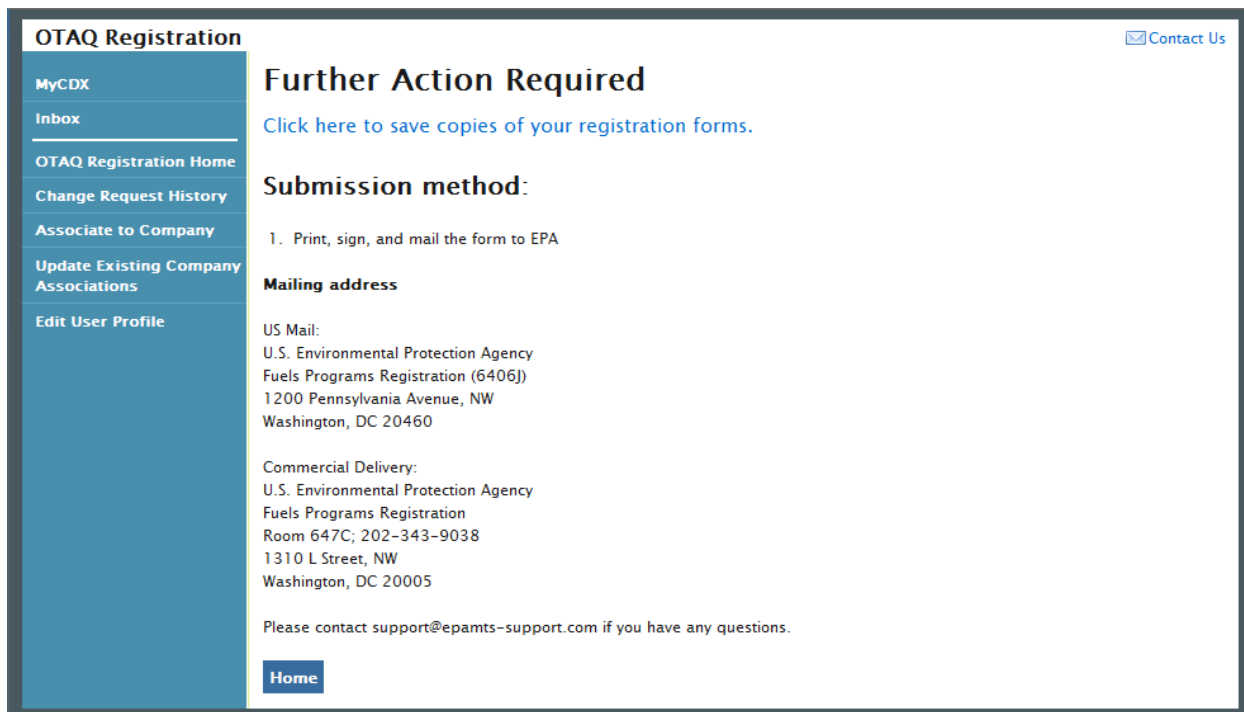 OTAQ Registration
Contact Us
MyCDX
Inbox
OTAQ Registration Home
Change Request History
Associate to Company
Update Existing Company
Associations
Edit User Profile
Further Action Required
Click here to save copies of your registration forms.
Submission method:
1. Print, sign, and mail the form to EPA
Mailing address
US Mail:
U.S. Environmental Protection Agency
Fuels Programs Registration (6406J)
1200 Pennsylvania Avenue, NW
Washington, DC 20460
Commercial Delivery:
U.S. Environmental Protection Agency
Fuels Programs Registration
Room 647C; 202-343-9038
1310 L Street, NW
Washington, DC 20005
Please contact support@epamts-support.com if you have any questions.
Home